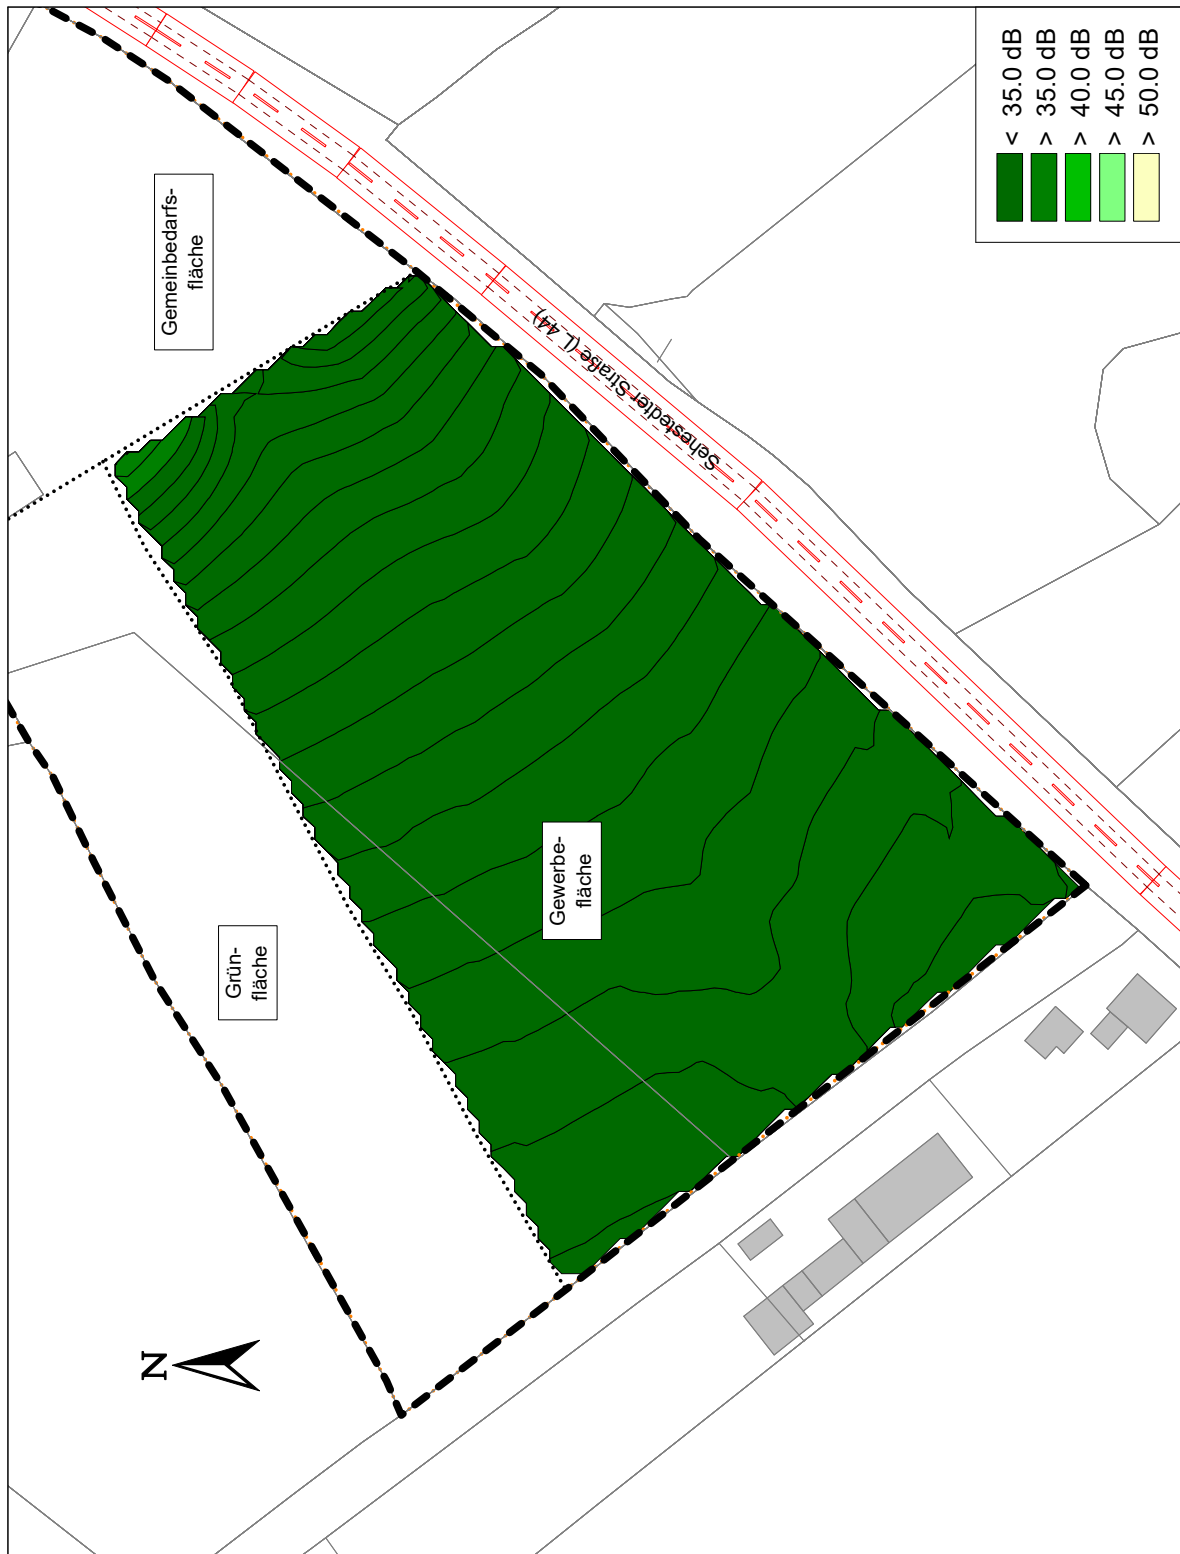 Gemeinbedarfs-
fläche
Sehestedter Straße (L 44)
Gewerbe-
fläche
Grün-
fläche
N
< 35.0 dB
> 35.0 dB
> 40.0 dB
> 45.0 dB
> 50.0 dB